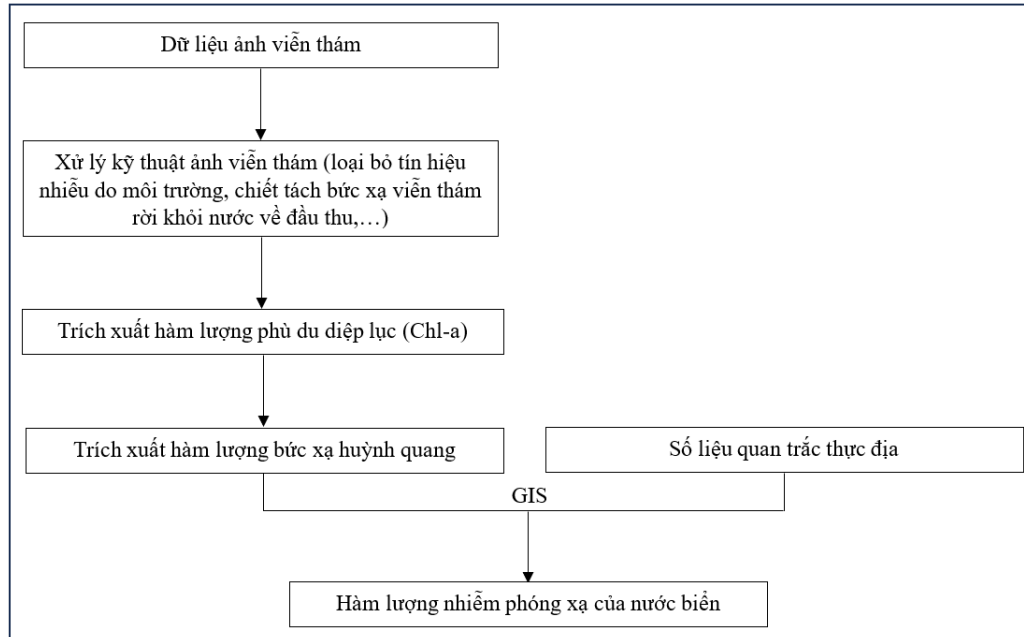 Dữ liệu ảnh viễn thám
Xử lý kỹ thuật ảnh viễn thám (loại bỏ tín hiệu
nhiễu do môi trường, chiết tách bức xạ viễn thám
rời khỏi nước về đầu thu,…)
Trích xuất hàm lượng phù du diệp lục (Chl-a)
Trích xuất hàm lượng bức xạ huỳnh quang
Số liệu quan trắc thực địa
GIS
Hàm lượng nhiễm phóng xạ của nước biển